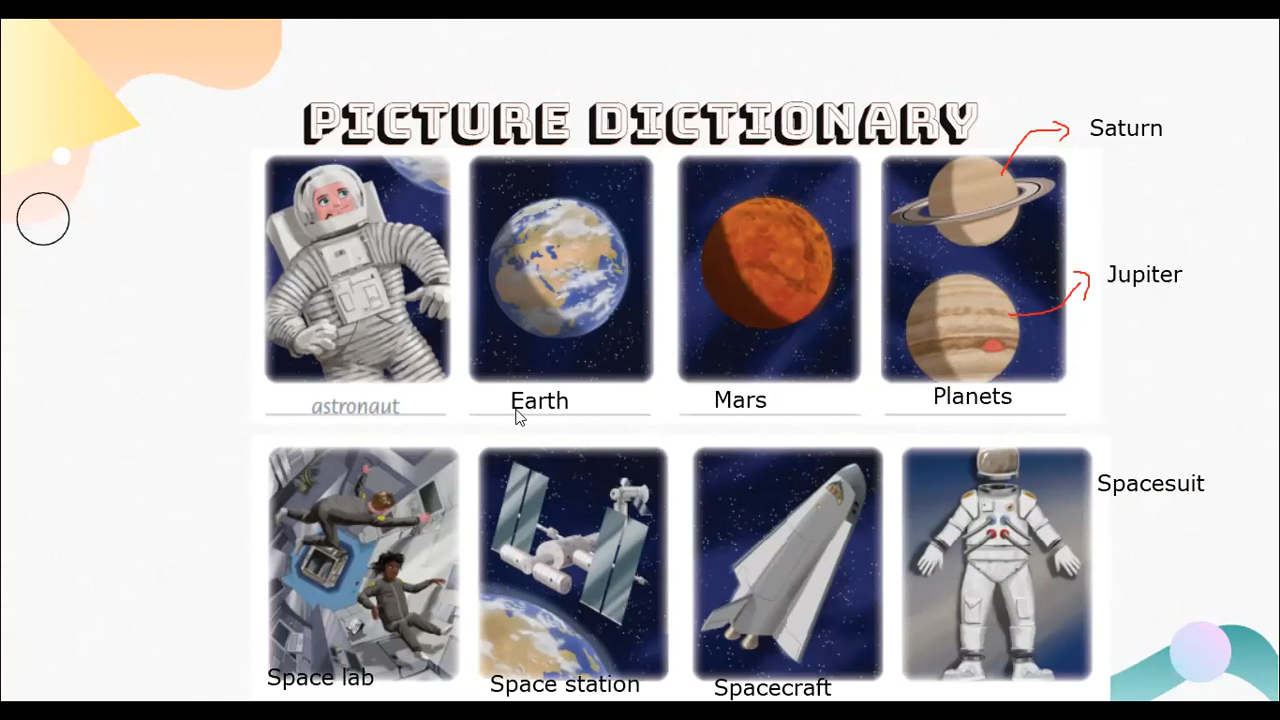 PICTURE DICTIONARY
Saturn
Jupiter
astronaut
Earth
Mars
Planets
Spacesuit
Space lab
Space station
Spacecraft